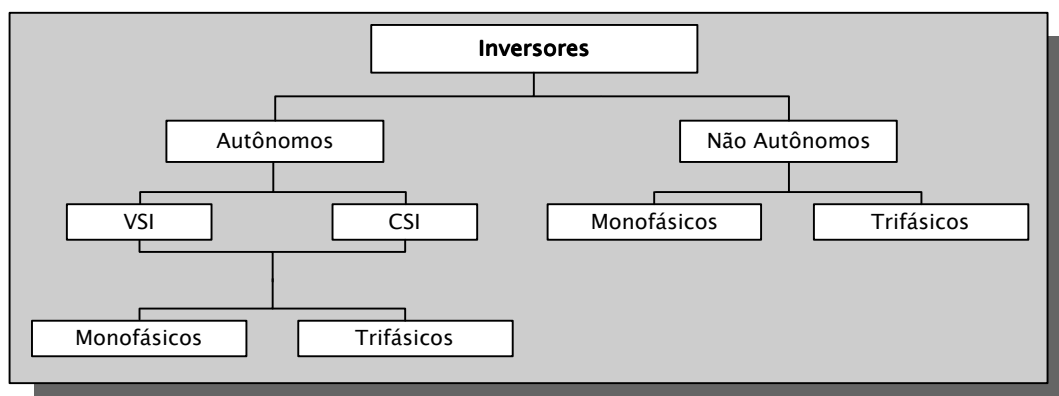 Inversores
Autônomos
Não Autônomos
VSI
CSI
Monofásicos
Trifásicos
Monofásicos
Trifásicos